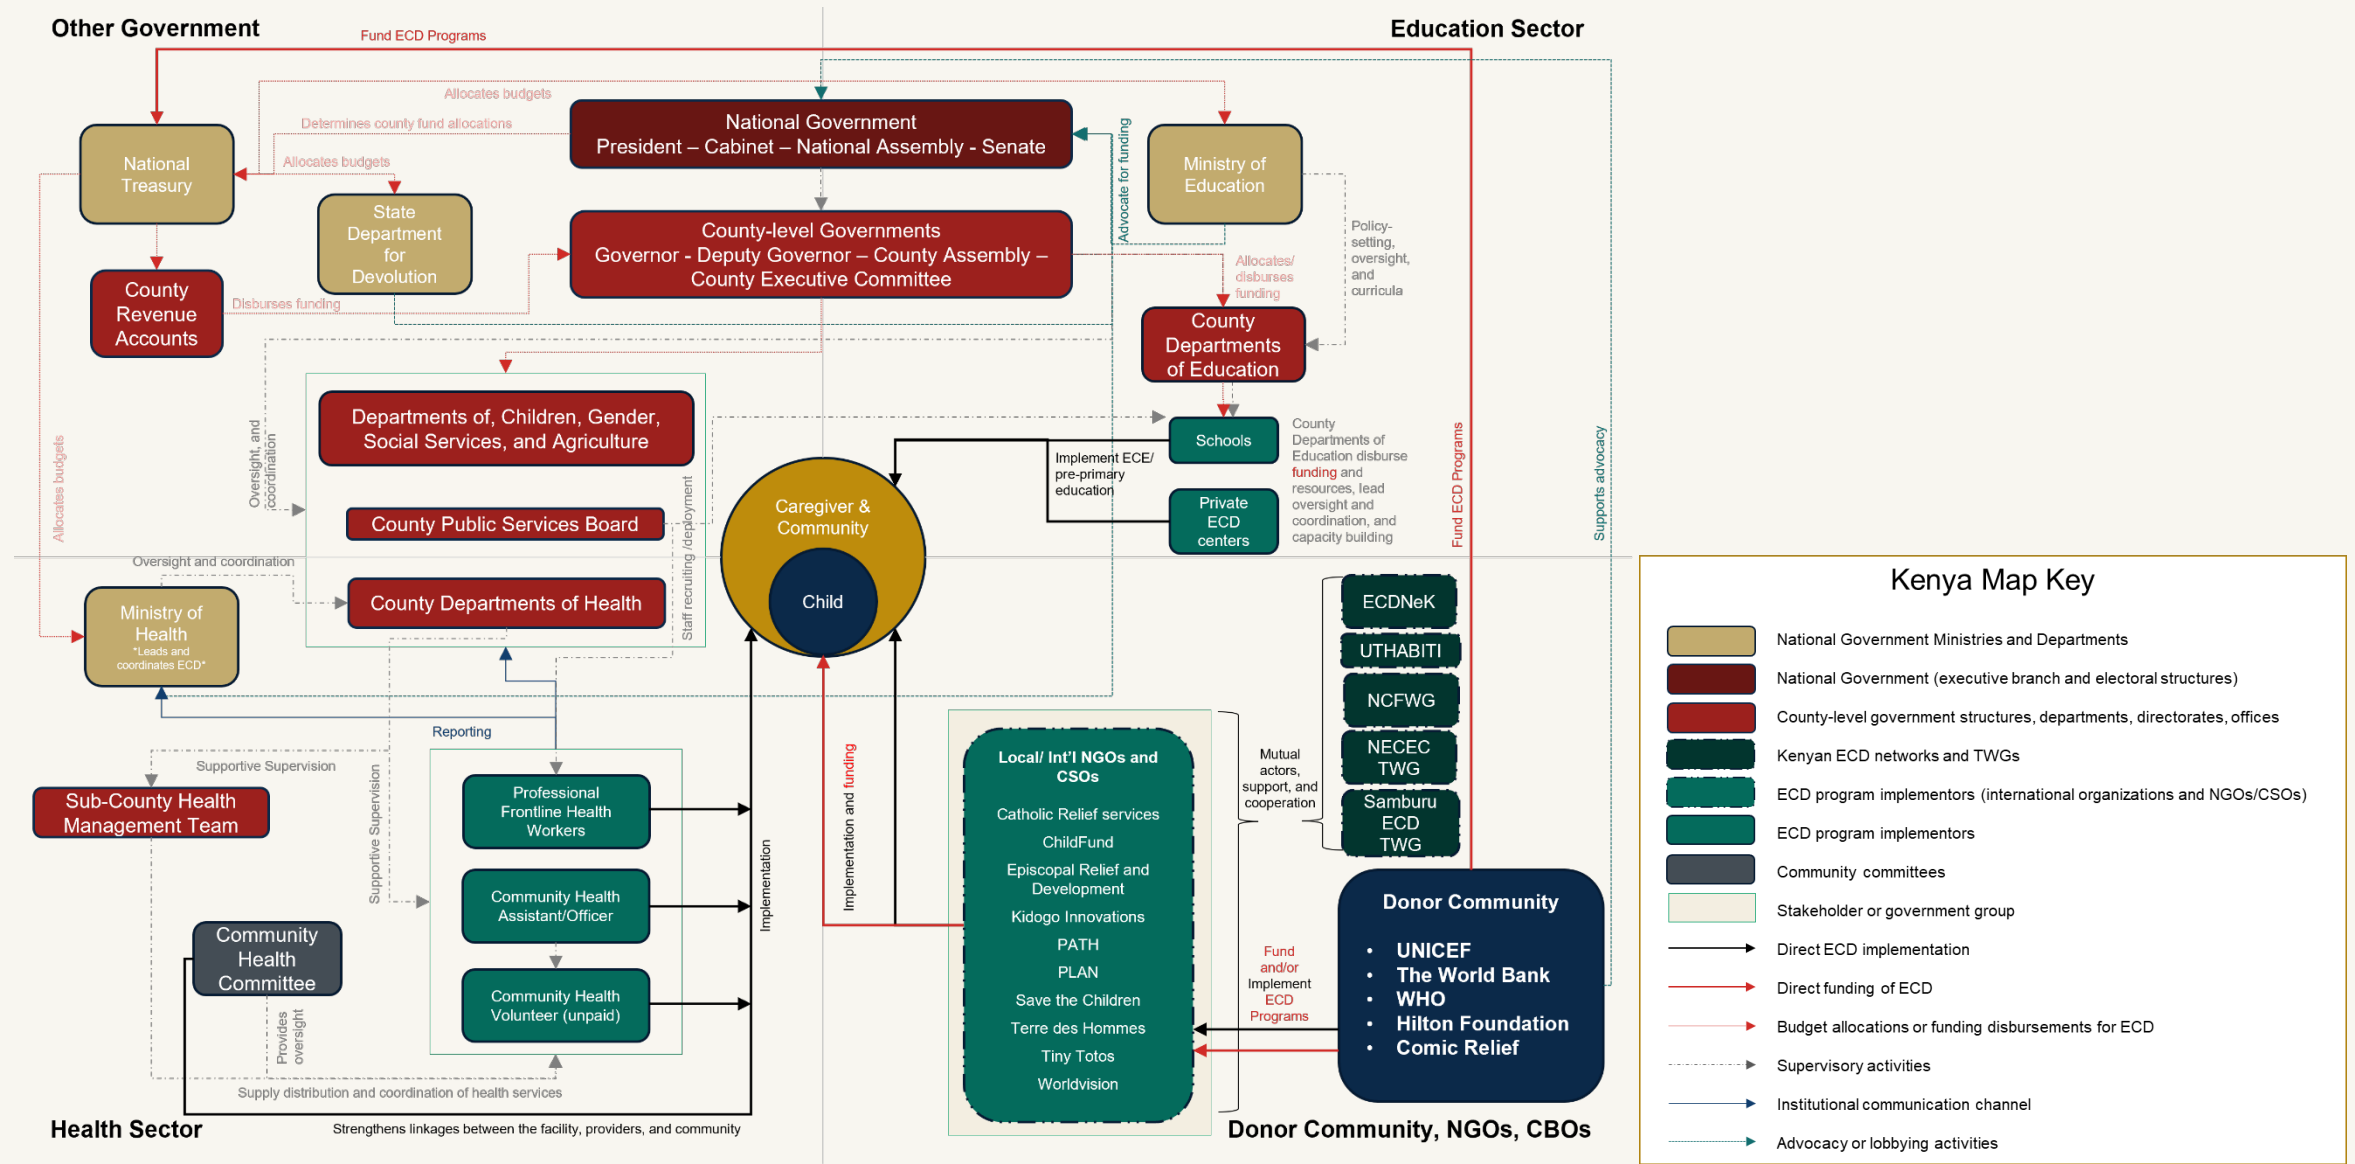 Other Government
Education Sector
Fund ECD Programs
Allocates budgets
Determines county fund allocations
Allocates budgets
National Government
President – Cabinet – National Assembly - Senate
National
Treasury
State
Department
for
Devolution
County-level Governments
Governor - Deputy Governor – County Assembly –
County Executive Committee
Advocate for funding
Ministry of
Education
Policy-
setting,
oversight,
and
curricula
Allocates/
disburses
funding
County
Revenue
Accounts
Disburses funding
County
Departments
of Education
Departments of, Children, Gender,
Social Services, and Agriculture
Oversight, and
coordination
County Public Services Board
Staff recruiting /deployment
County Departments of Health
Allocates budgets
Oversight and coordination
Ministry of
Health
*Leads and
coordinates ECD*
Caregiver &
Community
Child
Implement ECE/
pre-primary
education
Schools
Private
ECD
centers
County
Departments of
Education disburse
funding and
resources, lead
oversight and
coordination, and
capacity building
Fund ECD Programs
Supports advocacy
Reporting
Supportive Supervision
Supportive Supervision
Sub-County Health
Management Team
Professional
Frontline Health
Workers
Community Health
Assistant/Officer
Community Health
Volunteer (unpaid)
Community
Health
Committee
Provides
oversight
Supply distribution and coordination of health services
Strengthens linkages between the facility, providers, and community
Health Sector
Implementation
Implementation and funding
Local/ Int’l NGOs and
CSOs
Catholic Relief services
ChildFund
Episcopal Relief and
Development
Kidogo Innovations
PATH
PLAN
Save the Children
Terre des Hommes
Tiny Totos
Worldvision
Mutual
actors,
support, and
cooperation
ECDNeK
UTHABITI
NCFWG
NECEC
TWG
Samburu
ECD
TWG
Fund
and/or
Implement
ECD
Programs
Donor Community
• UNICEF
• The World Bank
• WHO
• Hilton Foundation
• Comic Relief
Donor Community, NGOs, CBOs
Kenya Map Key
National Government Ministries and Departments
National Government (executive branch and electoral structures)
County-level government structures, departments, directorates, offices
Kenyan ECD networks and TWGs
ECD program implementors (international organizations and NGOs/CSOs)
ECD program implementors
Community committees
Stakeholder or government group
Direct ECD implementation
Direct funding of ECD
Budget allocations or funding disbursements for ECD
Supervisory activities
Institutional communication channel
Advocacy or lobbying activities